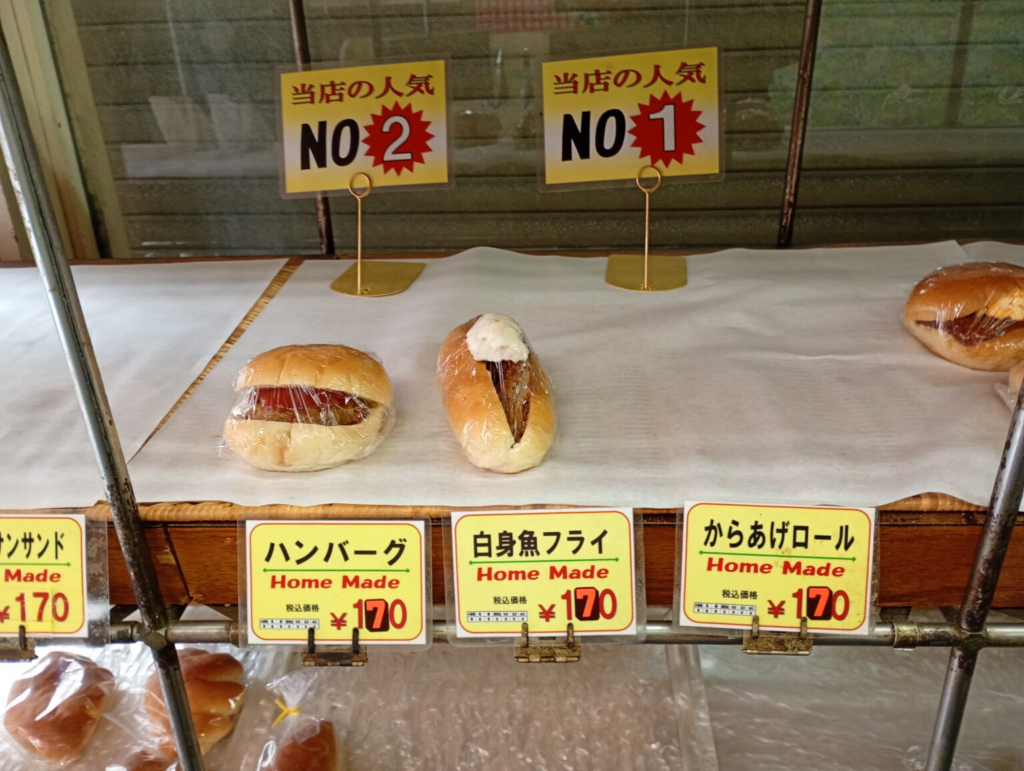 当店の人気
NO 2
当店の人気
NO 1
ンサンド
Made
¥170
ハンバーグ
Home Made
税込価格
¥170
白身魚フライ
Home Made
税込価格
¥170
からあげロール
Home Made
税込価格
¥170